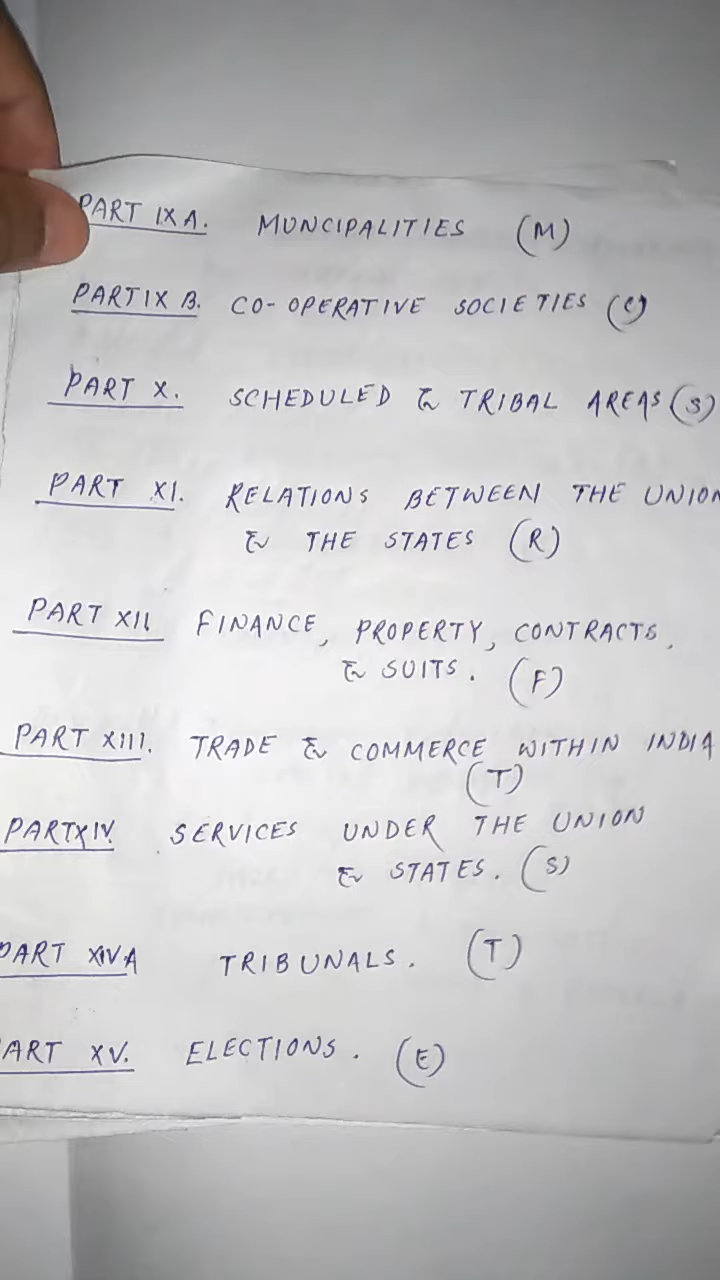 PART IX A. MUNCIPALITIES (M)
PART IX B. CO-OPERATIVE SOCIETIES (C)
PART X. SCHEDULED & TRIBAL AREAS (S)
PART XI. RELATIONS BETWEEN THE UNION
& THE STATES (R)
PART XII. FINANCE, PROPERTY, CONTRACTS,
& SUITS. (F)
PART XIII. TRADE & COMMERCE WITHIN INDIA
(T)
PART XIV. SERVICES UNDER THE UNION
& STATES. (S)
PART XIVA TRIBUNALS. (T)
ART XV. ELECTIONS. (E)